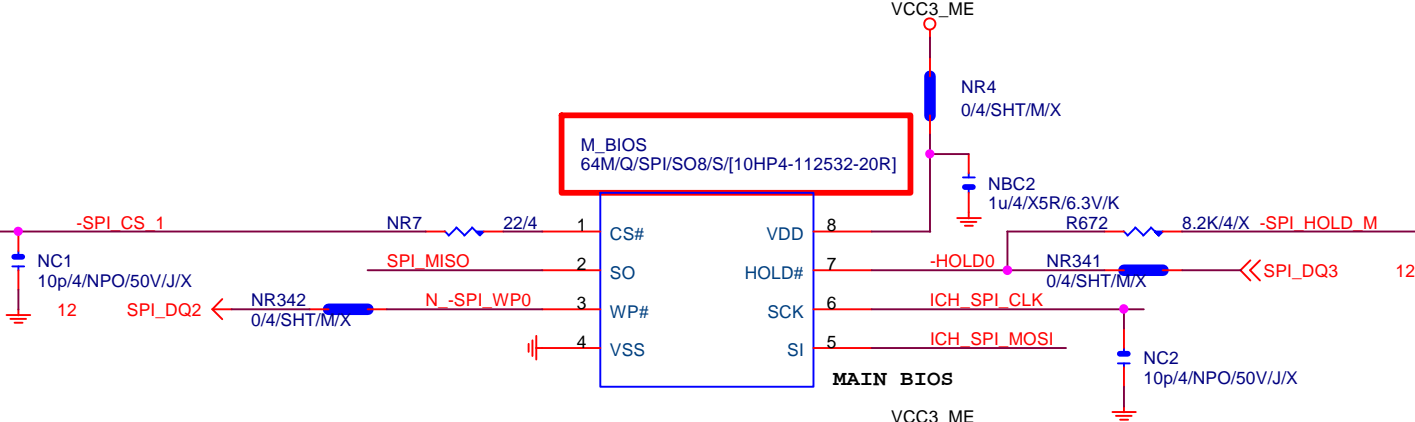 VCC3_ME
NR4
0/4/SHT/M/X
M_BIOS
64M/Q/SPI/SO8/S/[10HP4-112532-20R]
NBC2
1u/4/X5R/6.3V/K
-SPI_CS_1
NR7
22/4
1
CS#
VDD
8
R672
8.2K/4/X
-SPI_HOLD_M
NC1
10p/4/NPO/50V/J/X
SPI_MISO
2
SO
HOLD#
7
-HOLD0
NR341
0/4/SHT/M/X
SPI_DQ3
12
12
SPI_DQ2
NR342
0/4/SHT/M/X
N_-SPI_WP0
3
WP#
SCK
6
ICH_SPI_CLK
4
VSS
SI
5
ICH_SPI_MOSI
NC2
10p/4/NPO/50V/J/X
MAIN BIOS
VCC3_ME